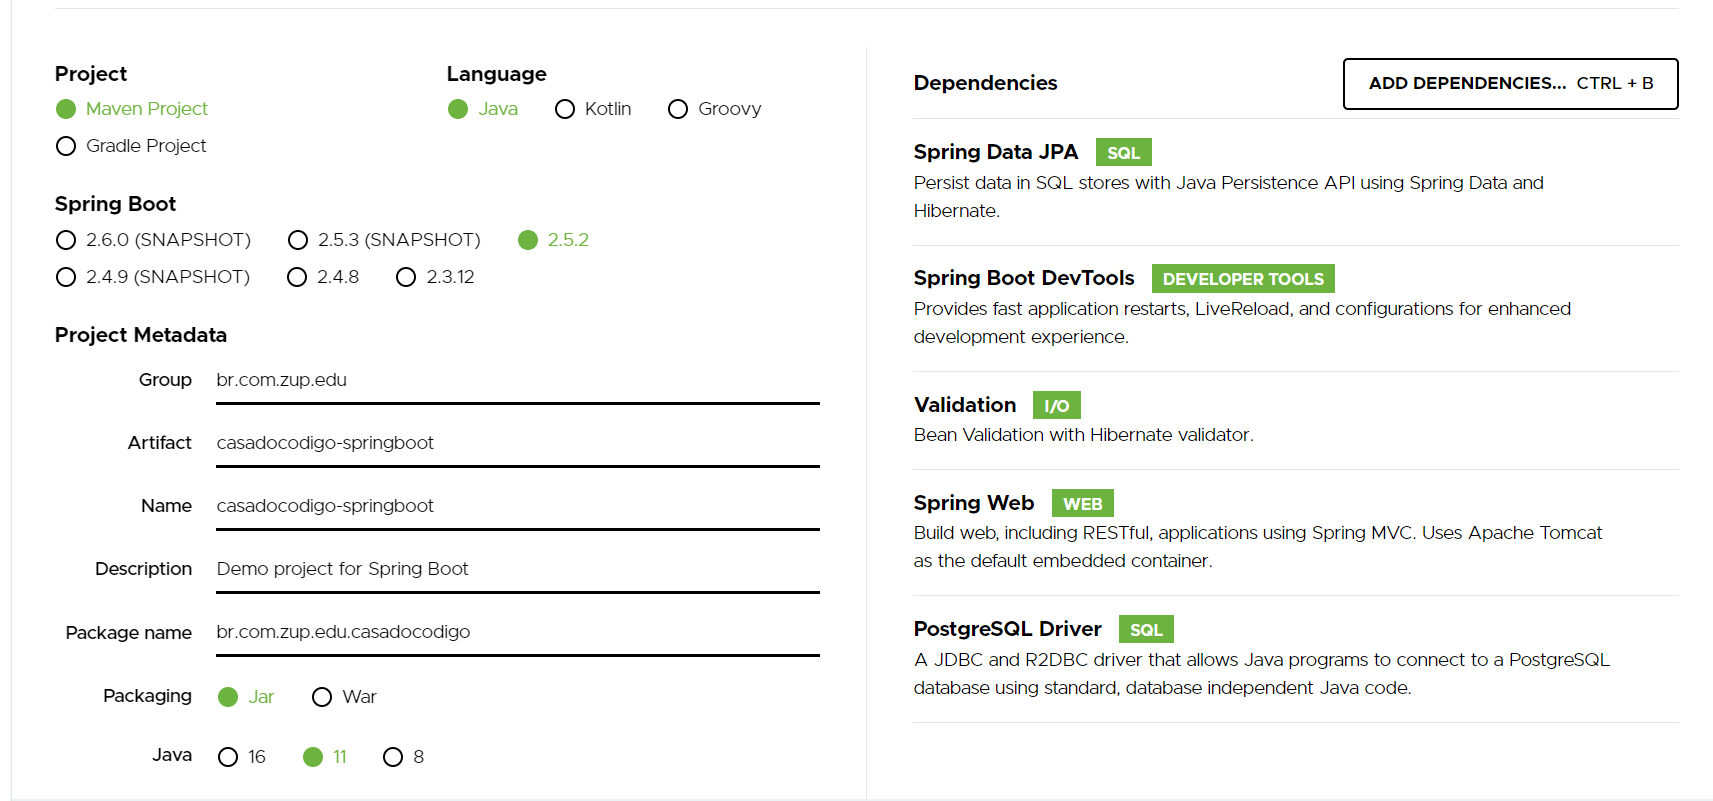 Project
Maven Project
Gradle Project
Language
Java Kotlin Groovy
Spring Boot
2.6.0 (SNAPSHOT) 2.5.3 (SNAPSHOT) 2.5.2
2.4.9 (SNAPSHOT) 2.4.8 2.3.12
Project Metadata
Group br.com.zup.edu
Artifact casadocodigo-springboot
Name casadocodigo-springboot
Description Demo project for Spring Boot
Package name br.com.zup.edu.casadocodigo
Packaging Jar War
Java 16 11 8
Dependencies
ADD DEPENDENCIES... CTRL + B
Spring Data JPA SQL
Persist data in SQL stores with Java Persistence API using Spring Data and
Hibernate.
Spring Boot DevTools DEVELOPER TOOLS
Provides fast application restarts, LiveReload, and configurations for enhanced
development experience.
Validation I/O
Bean Validation with Hibernate validator.
Spring Web WEB
Build web, including RESTful, applications using Spring MVC. Uses Apache Tomcat
as the default embedded container.
PostgreSQL Driver SQL
A JDBC and R2DBC driver that allows Java programs to connect to a PostgreSQL
database using standard, database independent Java code.